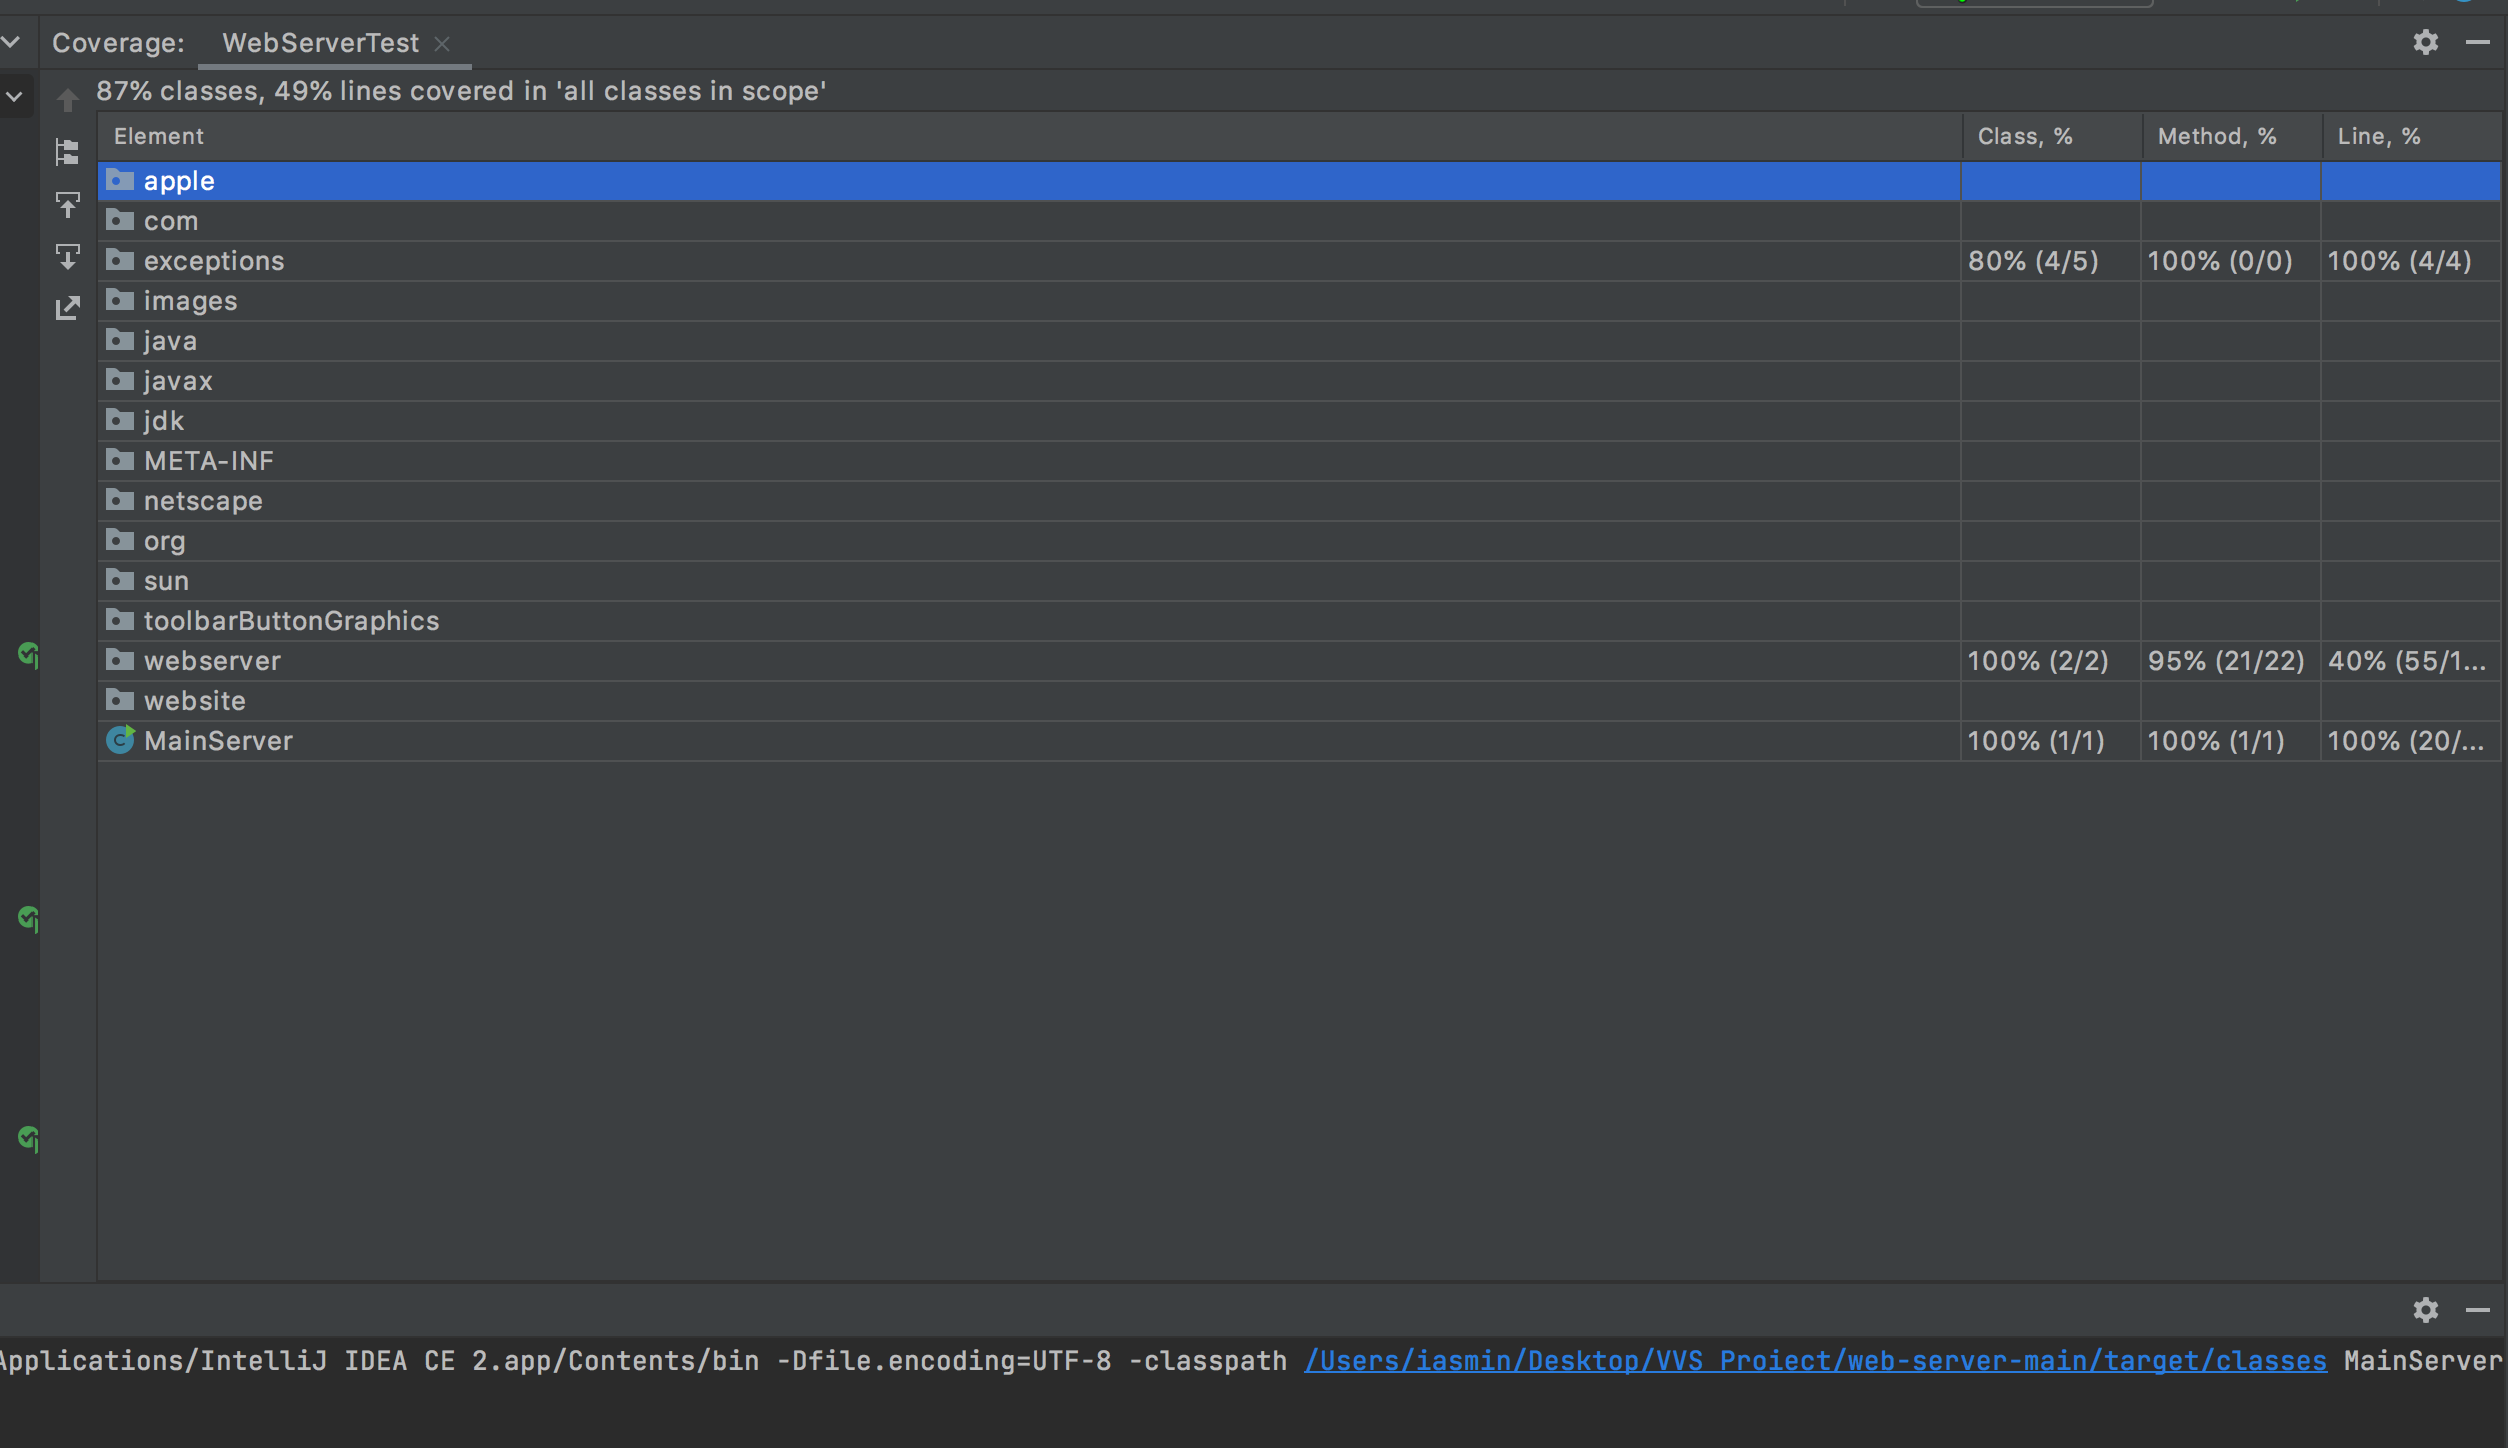 Coverage: WebServerTest
87% classes, 49% lines covered in 'all classes in scope'
Element Class, % Method, % Line, %
apple
com
exceptions 80% (4/5) 100% (0/0) 100% (4/4)
images
java
javax
jdk
META-INF
netscape
org
sun
toolbarButtonGraphics
webserver 100% (2/2) 95% (21/22) 40% (55/1...
website
MainServer 100% (1/1) 100% (1/1) 100% (20/...
Applications/IntelliJ IDEA CE 2.app/Contents/bin -Dfile.encoding=UTF-8 -classpath /Users/iasmin/Desktop/VVS Proiect/web-server-main/target/classes MainServer